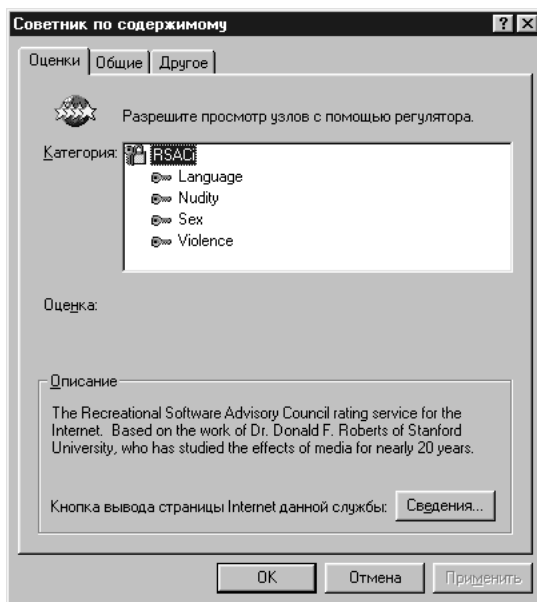 Советник по содержимому
Оценки Общие Другое
Разрешите просмотр узлов с помощью регулятора.
Категория: RSACi
Language
Nudity
Sex
Violence
Оценка:
Описание
The Recreational Software Advisory Council rating service for the
Internet. Based on the work of Dr. Donald F. Roberts of Stanford
University, who has studied the effects of media for nearly 20 years.
Кнопка вывода страницы Internet данной службы: Сведения...
OK Отмена Применить